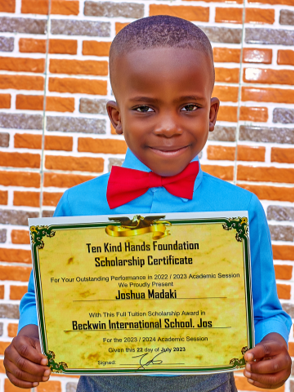 Ten Kind Hands Foundation
Scholarship Certificate
For Your Outstanding Performance in 2022 / 2023 Academic Session
We Proudly Present
Joshua Madaki
With This Full Tuition Scholarship Award in
Beckwin International School, Jos
For the 2023 / 2024 Academic Session
Given this 22 day of July 2023
Signed: